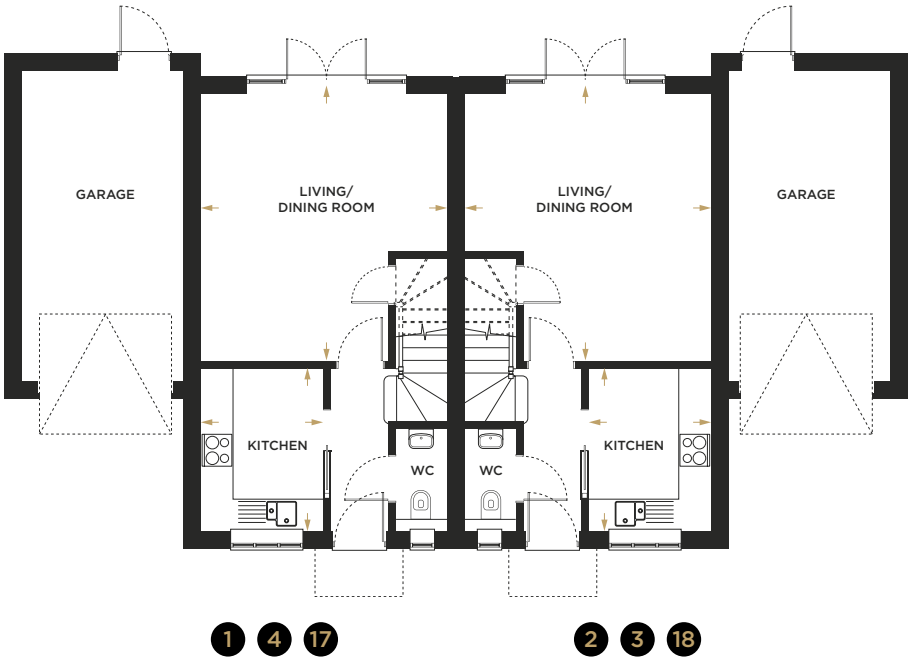 GARAGE
LIVING/
DINING ROOM
LIVING/
DINING ROOM
GARAGE
KITCHEN
WC
WC
KITCHEN
1 4 17
2 3 18